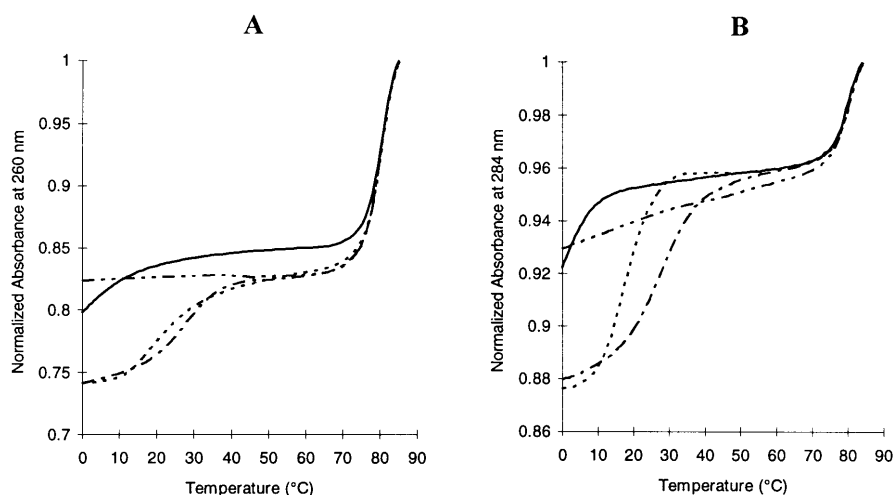 A
Normalized Absorbance at 260 nm
1
0.95
0.9
0.85
0.8
0.75
0.7
0 10 20 30 40 50 60 70 80 90
Temperature (°C)
B
Normalized Absorbance at 284 nm
1
0.98
0.96
0.94
0.92
0.9
0.88
0.86
0 10 20 30 40 50 60 70 80 90
Temperature (°C)